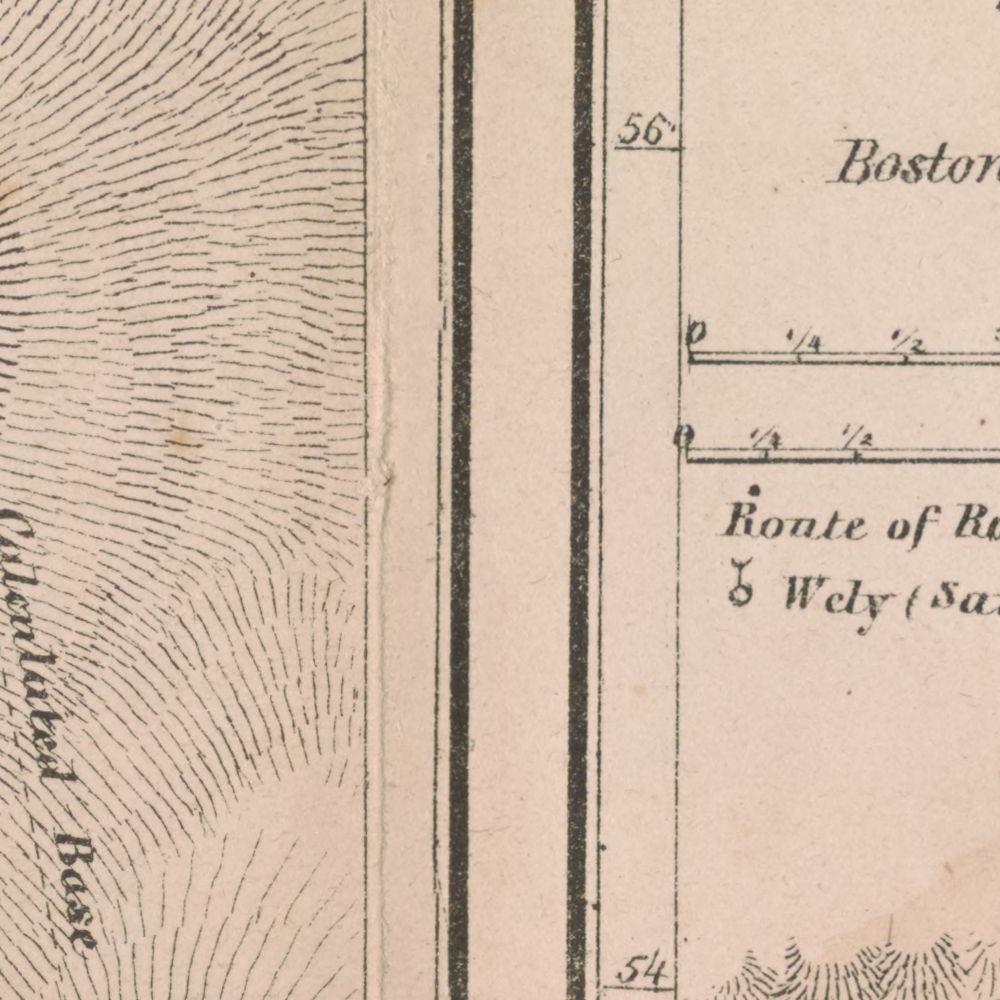 Calculated Base
56
Boston
0 1/4 1/2
0 1/4 1/2
Route of
Wely (
54